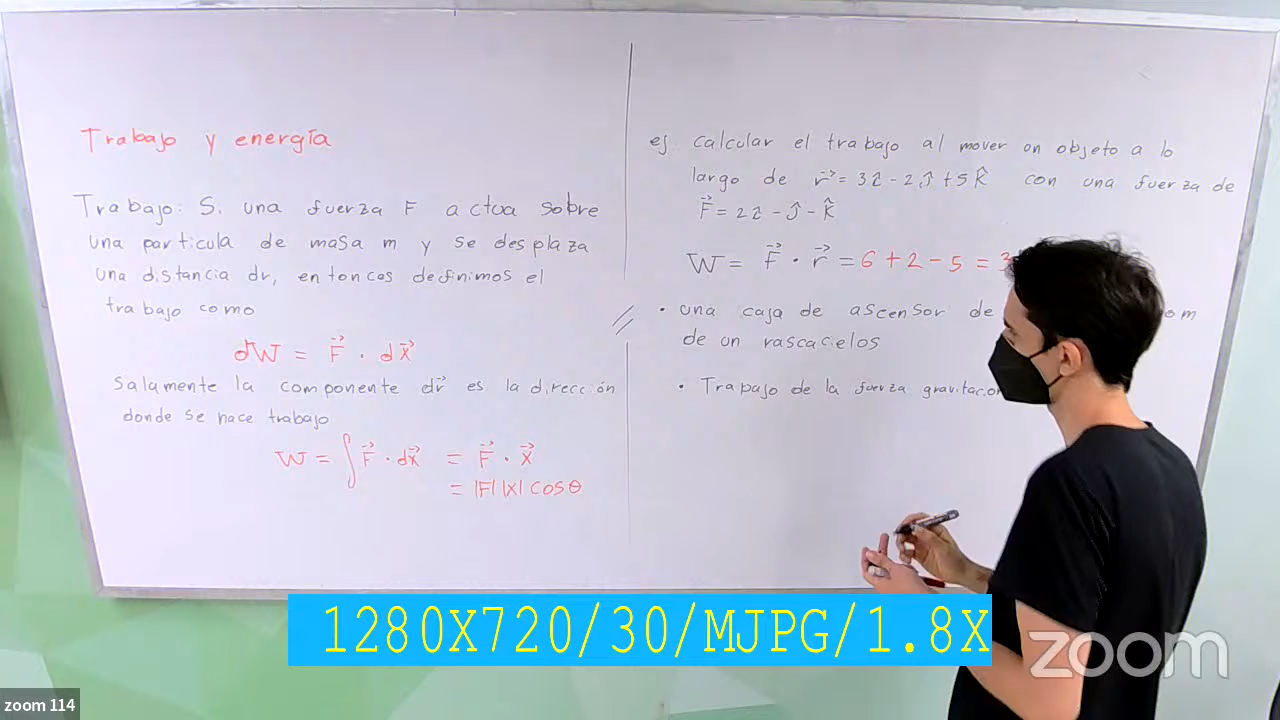 Trabajo y energía
Trabajo: Si una fuerza F actua sobre
una particula de masa m y se desplaza
una distancia dr, entonces definimos el
trabajo como
dW = F⃗ · dx⃗
Salamente la componente dr⃗ es la dirección
donde se hace trabajo
W = ∫ F⃗ · dx⃗ = F⃗ · x⃗
= |F| |x| cos θ
ej. calcular el trabajo al mover un objeto a lo
largo de r⃗ = 3î - 2ĵ + 5k̂ con una fuerza de
F⃗ = 2î - ĵ - k̂
W = F⃗ · r⃗ = 6 + 2 - 5 = 3
• una caja de ascensor de om
de un rascacielos
• Trapajo de la fuerza gravitacion
1280X720/30/MJPG/1.8X
zoom
zoom 114